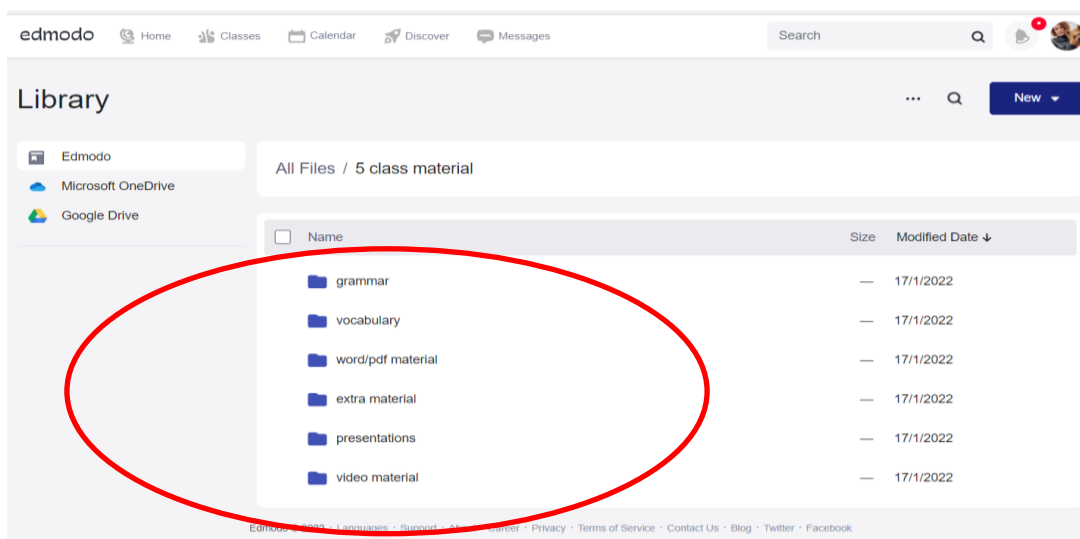 edmodo Home Classes Calendar Discover Messages Search
Library ... New
Edmodo
Microsoft OneDrive
Google Drive
All Files / 5 class material
Name Size Modified Date ↓
grammar — 17/1/2022
vocabulary — 17/1/2022
word/pdf material — 17/1/2022
extra material — 17/1/2022
presentations — 17/1/2022
video material — 17/1/2022
Edmodo © 2022 · Languages · Support · About · Career · Privacy · Terms of Service · Contact Us · Blog · Twitter · Facebook